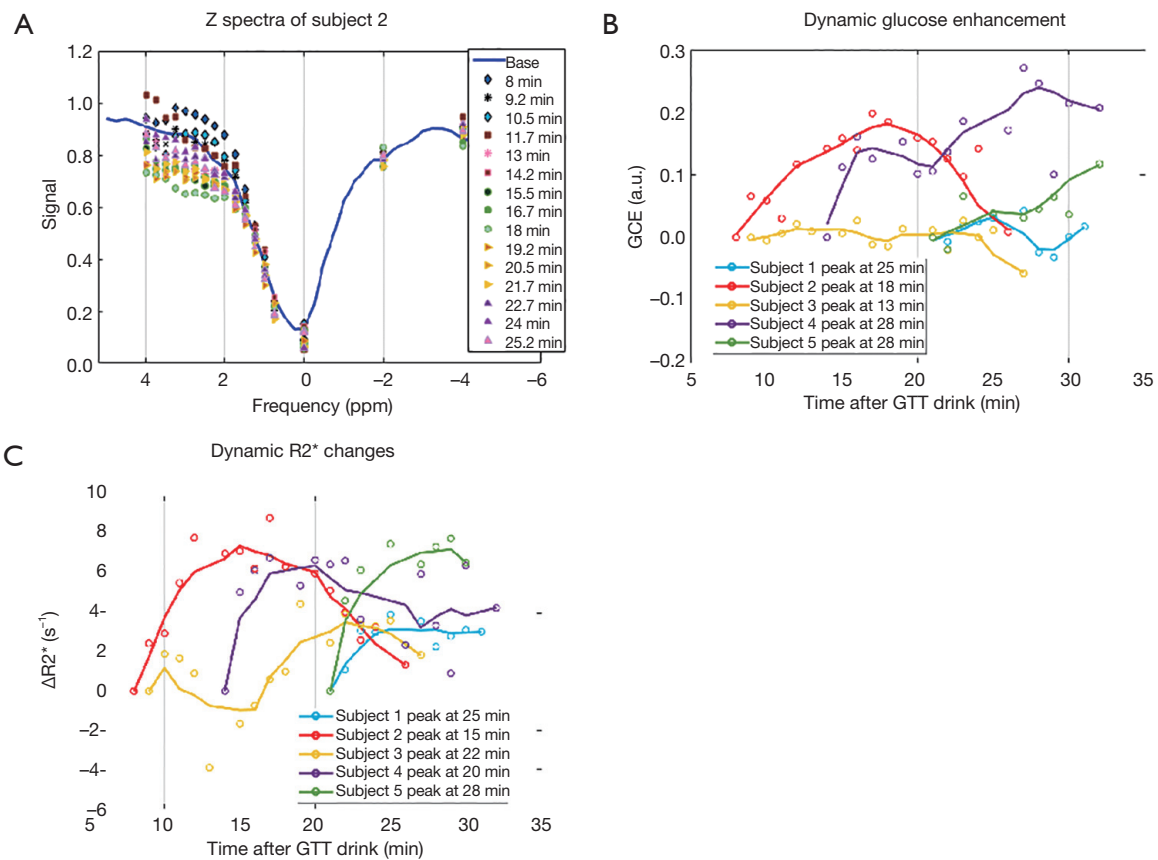 A
Z spectra of subject 2
1.2
1.0
0.8
0.6
0.4
0.2
0.0
Signal
4 2 0 –2 –4 –6
Frequency (ppm)
Base
8 min
9.2 min
10.5 min
11.7 min
13 min
14.2 min
15.5 min
16.7 min
18 min
19.2 min
20.5 min
21.7 min
22.7 min
24 min
25.2 min
B
Dynamic glucose enhancement
0.3
0.2
0.1
0.0
–0.1
–0.2
GCE (a.u.)
Subject 1 peak at 25 min
Subject 2 peak at 18 min
Subject 3 peak at 13 min
Subject 4 peak at 28 min
Subject 5 peak at 28 min
5 10 15 20 25 30 35
Time after GTT drink (min)
C
Dynamic R2* changes
10
8
6
4-
2
0
–2-
–4-
–6
ΔR2* (s⁻¹)
Subject 1 peak at 25 min
Subject 2 peak at 15 min
Subject 3 peak at 22 min
Subject 4 peak at 20 min
Subject 5 peak at 28 min
5 10 15 20 25 30 35
Time after GTT drink (min)